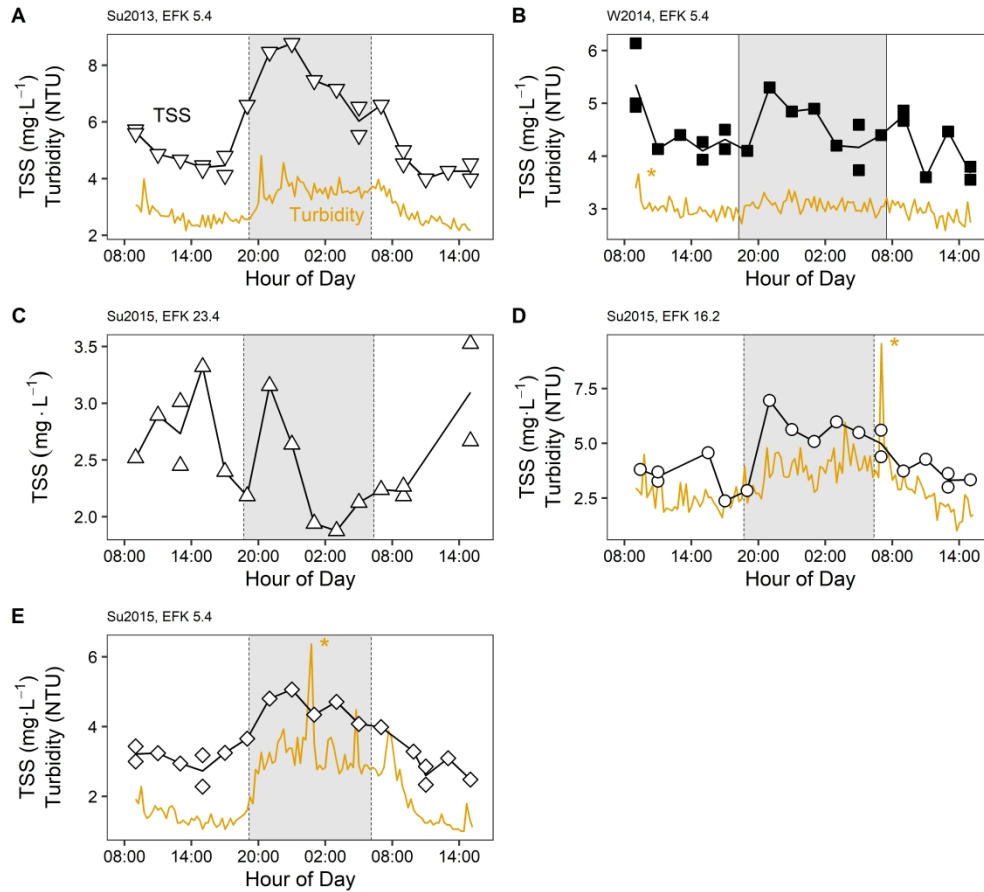 A
Su2013, EFK 5.4
TSS (mg·L⁻¹)
Turbidity (NTU)
8
6
4
2
TSS
Turbidity
08:00 14:00 20:00 02:00 08:00 14:00
Hour of Day
B
W2014, EFK 5.4
TSS (mg·L⁻¹)
Turbidity (NTU)
6
5
4
3
*
08:00 14:00 20:00 02:00 08:00 14:00
Hour of Day
C
Su2015, EFK 23.4
TSS (mg · L⁻¹)
3.5
3.0
2.5
2.0
08:00 14:00 20:00 02:00 08:00 14:00
Hour of Day
D
Su2015, EFK 16.2
TSS (mg·L⁻¹)
Turbidity (NTU)
7.5
5.0
2.5
*
08:00 14:00 20:00 02:00 08:00 14:00
Hour of Day
E
Su2015, EFK 5.4
TSS (mg·L⁻¹)
Turbidity (NTU)
6
4
2
*
08:00 14:00 20:00 02:00 08:00 14:00
Hour of Day